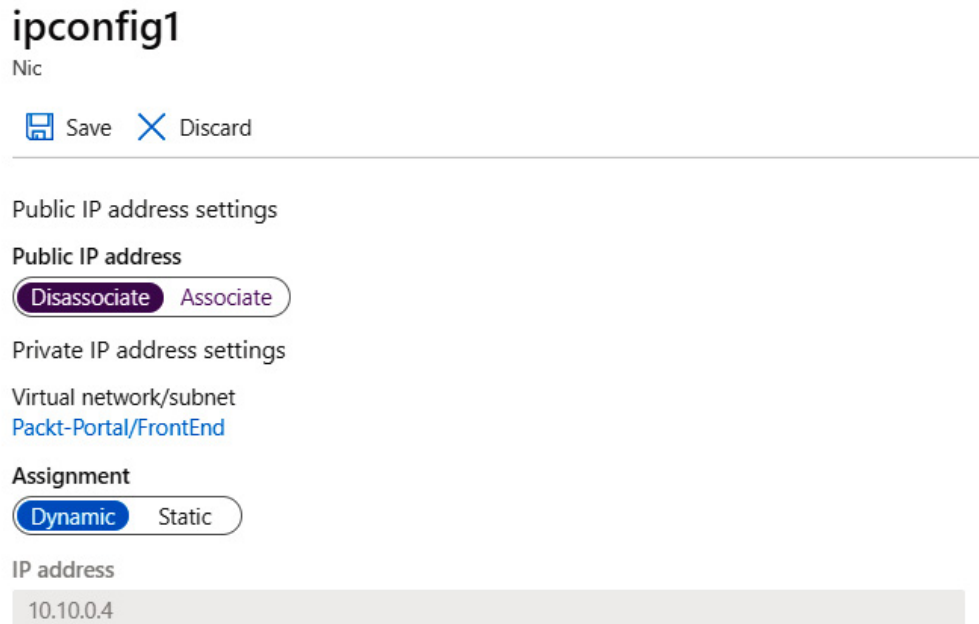 ipconfig1
Nic
Save Discard
Public IP address settings
Public IP address
Disassociate Associate
Private IP address settings
Virtual network/subnet
Packt-Portal/FrontEnd
Assignment
Dynamic Static
IP address
10.10.0.4